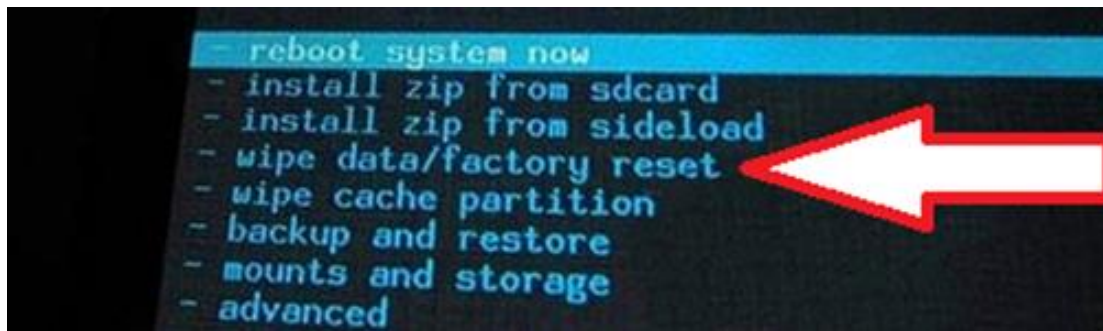 - reboot system now
- install zip from sdcard
- install zip from sideload
- wipe data/factory reset
- wipe cache partition
- backup and restore
- mounts and storage
- advanced